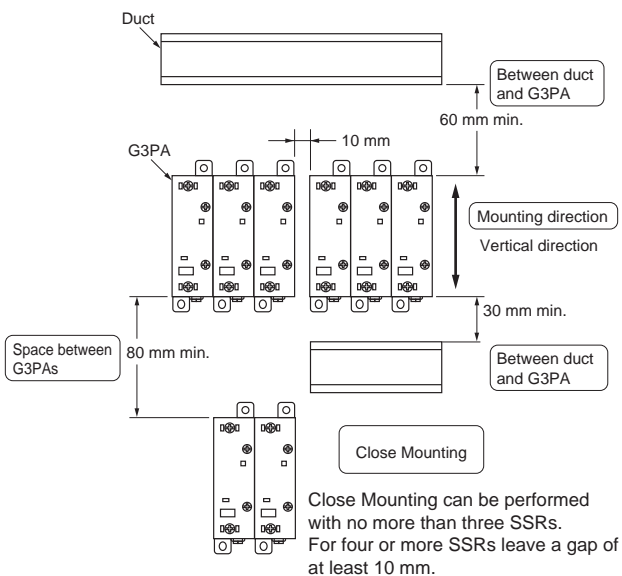 Duct
Between duct
and G3PA
60 mm min.
10 mm
G3PA
Mounting direction
Vertical direction
30 mm min.
Space between
G3PAs
80 mm min.
Between duct
and G3PA
Close Mounting
Close Mounting can be performed
with no more than three SSRs.
For four or more SSRs leave a gap of
at least 10 mm.